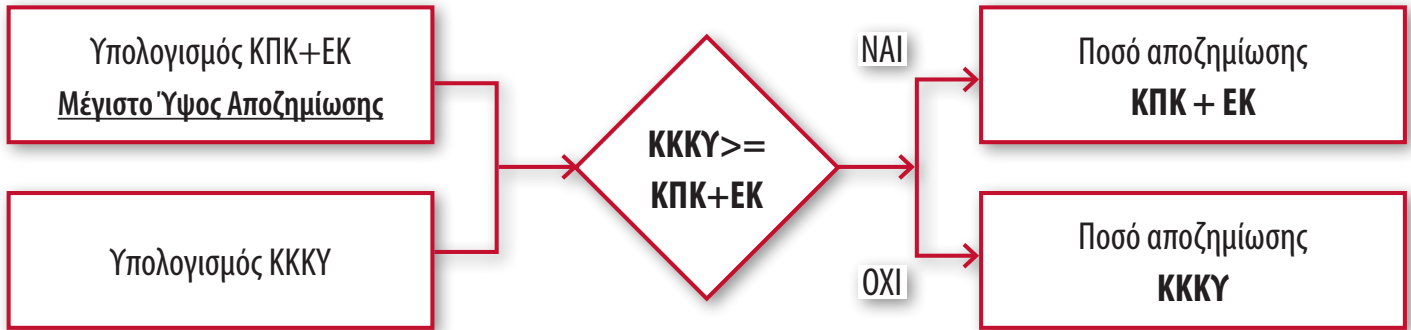 Υπολογισμός ΚΠΚ+ΕΚ
Μέγιστο Ύψος Αποζημίωσης
Υπολογισμός ΚΚΚΥ
ΚΚΚΥ>=
ΚΠΚ+ΕΚ
ΝΑΙ
Ποσό αποζημίωσης
ΚΠΚ + ΕΚ
ΟΧΙ
Ποσό αποζημίωσης
ΚΚΚΥ